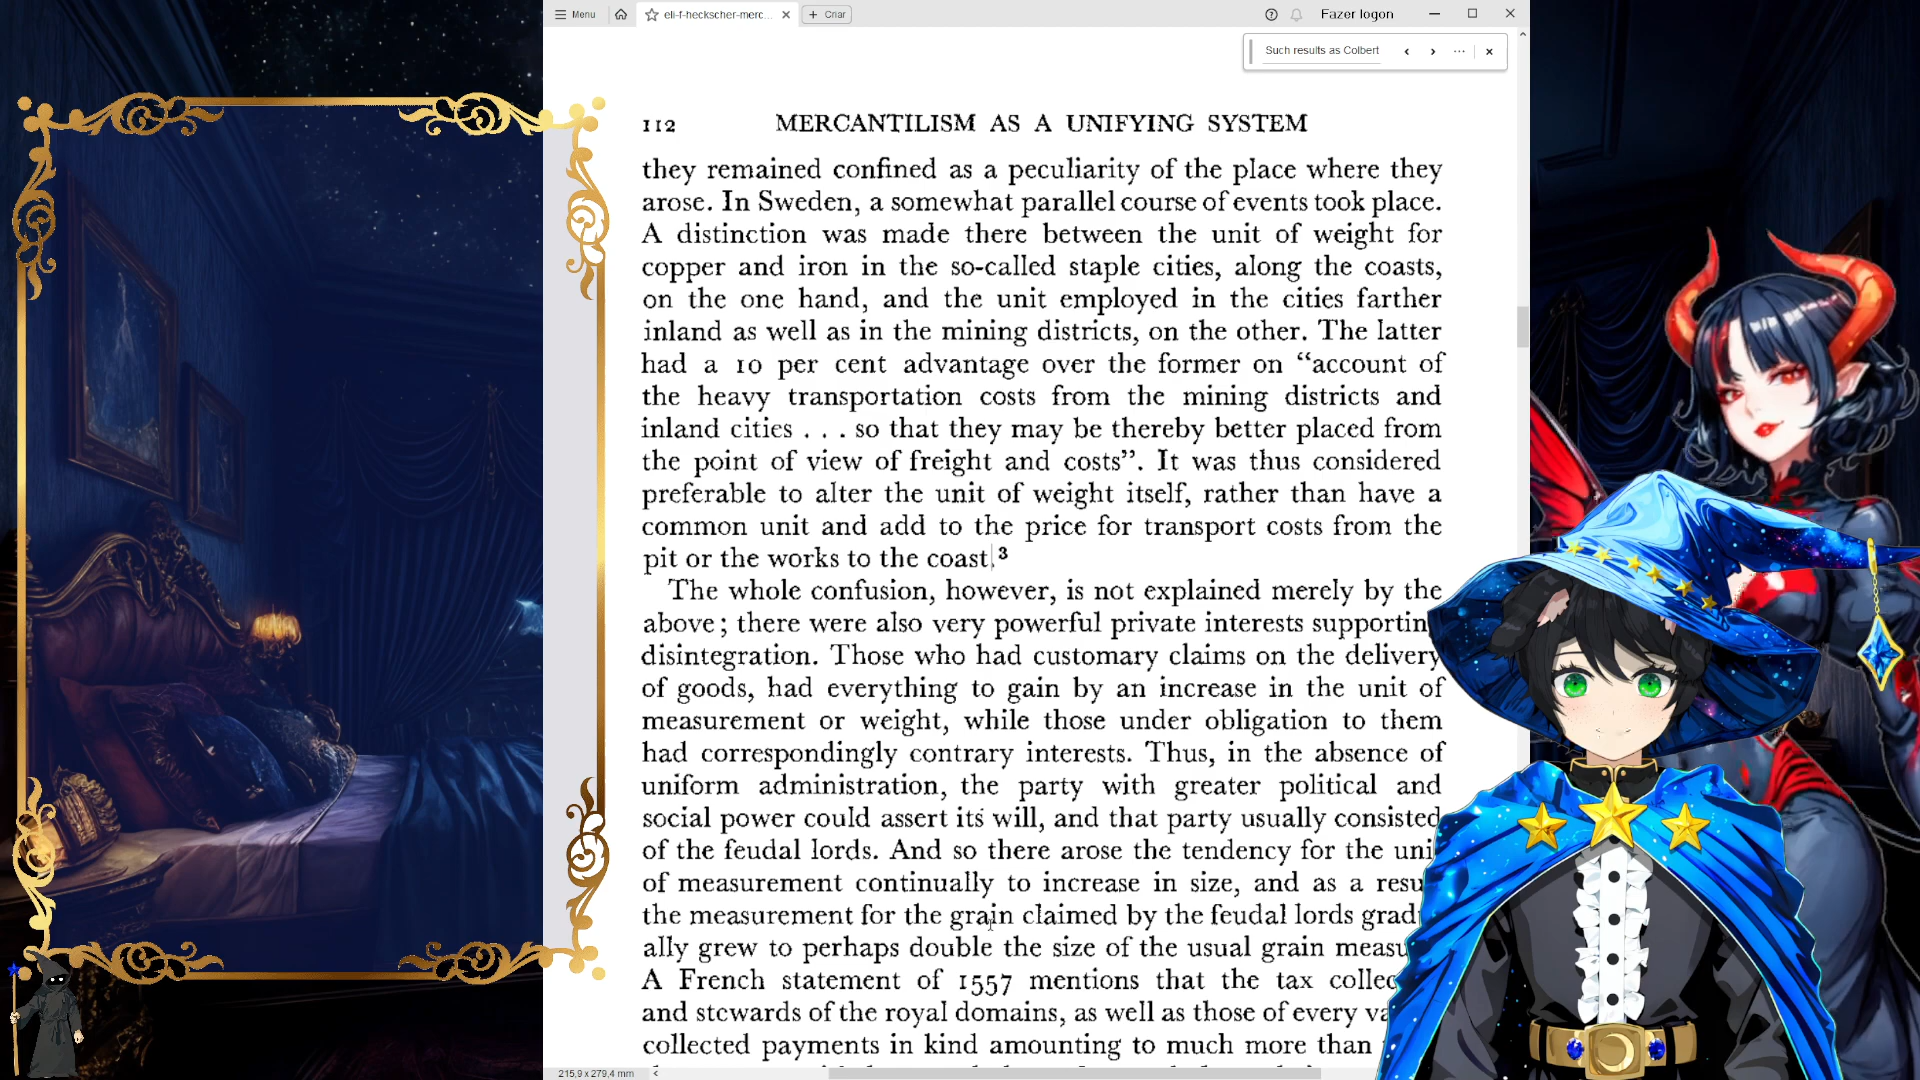 Menu
eli-f-heckscher-merc...
Criar
Fazer logon
Such results as Colbert
112 MERCANTILISM AS A UNIFYING SYSTEM
they remained confined as a peculiarity of the place where they
arose. In Sweden, a somewhat parallel course of events took place.
A distinction was made there between the unit of weight for
copper and iron in the so-called staple cities, along the coasts,
on the one hand, and the unit employed in the cities farther
inland as well as in the mining districts, on the other. The latter
had a 10 per cent advantage over the former on “account of
the heavy transportation costs from the mining districts and
inland cities . . . so that they may be thereby better placed from
the point of view of freight and costs”. It was thus considered
preferable to alter the unit of weight itself, rather than have a
common unit and add to the price for transport costs from the
pit or the works to the coast.³
The whole confusion, however, is not explained merely by the
above; there were also very powerful private interests supportin
disintegration. Those who had customary claims on the delivery
of goods, had everything to gain by an increase in the unit of
measurement or weight, while those under obligation to them
had correspondingly contrary interests. Thus, in the absence of
uniform administration, the party with greater political and
social power could assert its will, and that party usually consisted
of the feudal lords. And so there arose the tendency for the uni
of measurement continually to increase in size, and as a resu
the measurement for the grain claimed by the feudal lords grad
ally grew to perhaps double the size of the usual grain measu
A French statement of 1557 mentions that the tax collec
and stewards of the royal domains, as well as those of every va
collected payments in kind amounting to much more than
215,9 x 279,4 mm